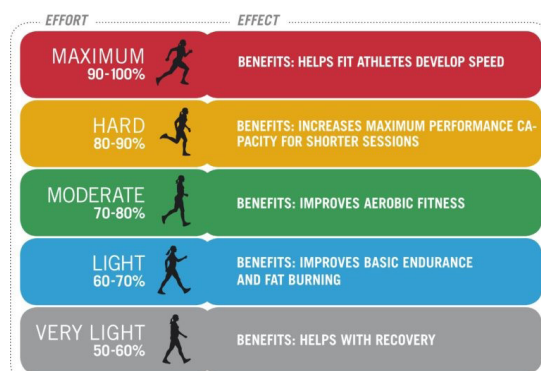 EFFORT
EFFECT
MAXIMUM
90-100%
BENEFITS: HELPS FIT ATHLETES DEVELOP SPEED
HARD
80-90%
BENEFITS: INCREASES MAXIMUM PERFORMANCE CA-
PACITY FOR SHORTER SESSIONS
MODERATE
70-80%
BENEFITS: IMPROVES AEROBIC FITNESS
LIGHT
60-70%
BENEFITS: IMPROVES BASIC ENDURANCE
AND FAT BURNING
VERY LIGHT
50-60%
BENEFITS: HELPS WITH RECOVERY